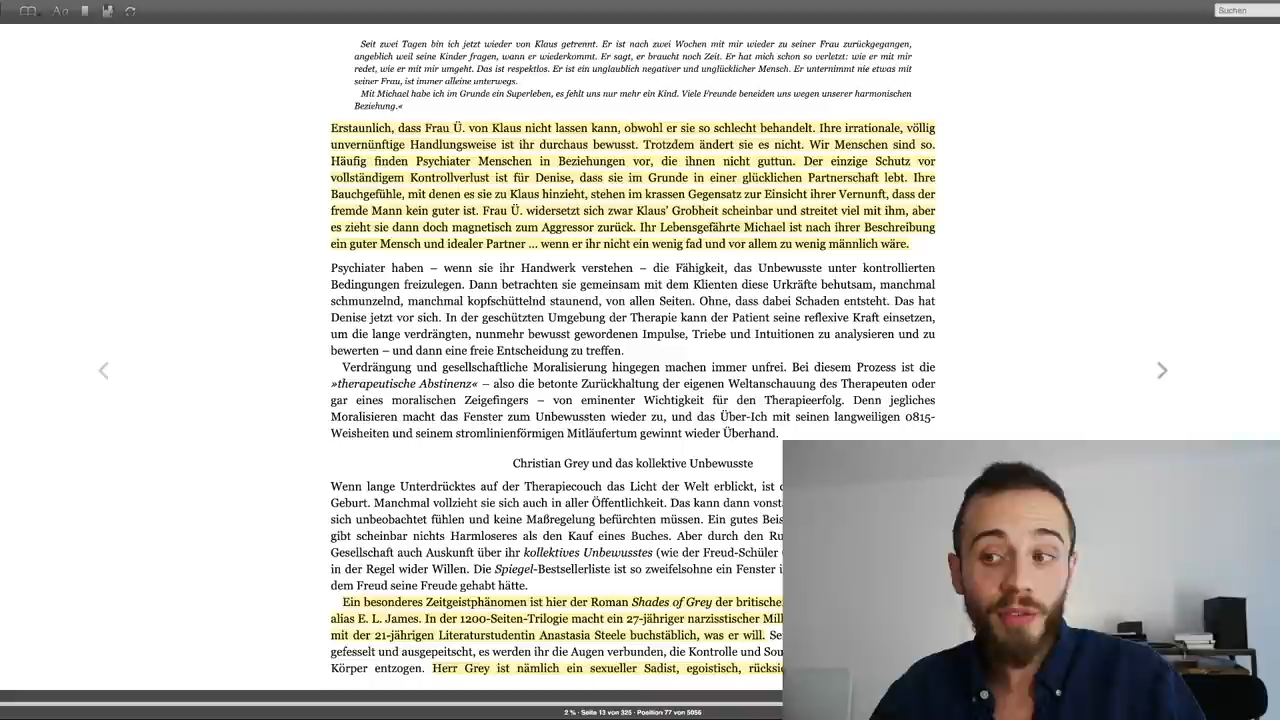 Aa
Suchen
Seit zwei Tagen bin ich jetzt wieder von Klaus getrennt. Er ist nach zwei Wochen mit mir wieder zu seiner Frau zurückgegangen,
angeblich weil seine Kinder fragen, wann er wiederkommt. Er sagt, er braucht noch Zeit. Er hat mich schon so verletzt: wie er mit mir
redet, wie er mit mir umgeht. Das ist respektlos. Er ist ein unglaublich negativer und unglücklicher Mensch. Er unternimmt nie etwas mit
seiner Frau, ist immer alleine unterwegs.
Mit Michael habe ich im Grunde ein Superleben, es fehlt uns nur mehr ein Kind. Viele Freunde beneiden uns wegen unserer harmonischen
Beziehung.«
Erstaunlich, dass Frau Ü. von Klaus nicht lassen kann, obwohl er sie so schlecht behandelt. Ihre irrationale, völlig
unvernünftige Handlungsweise ist ihr durchaus bewusst. Trotzdem ändert sie es nicht. Wir Menschen sind so.
Häufig finden Psychiater Menschen in Beziehungen vor, die ihnen nicht guttun. Der einzige Schutz vor
vollständigem Kontrollverlust ist für Denise, dass sie im Grunde in einer glücklichen Partnerschaft lebt. Ihre
Bauchgefühle, mit denen es sie zu Klaus hinzieht, stehen im krassen Gegensatz zur Einsicht ihrer Vernunft, dass der
fremde Mann kein guter ist. Frau Ü. widersetzt sich zwar Klaus’ Grobheit scheinbar und streitet viel mit ihm, aber
es zieht sie dann doch magnetisch zum Aggressor zurück. Ihr Lebensgefährte Michael ist nach ihrer Beschreibung
ein guter Mensch und idealer Partner ... wenn er ihr nicht ein wenig fad und vor allem zu wenig männlich wäre.
Psychiater haben – wenn sie ihr Handwerk verstehen – die Fähigkeit, das Unbewusste unter kontrollierten
Bedingungen freizulegen. Dann betrachten sie gemeinsam mit dem Klienten diese Urkräfte behutsam, manchmal
schmunzelnd, manchmal kopfschüttelnd staunend, von allen Seiten. Ohne, dass dabei Schaden entsteht. Das hat
Denise jetzt vor sich. In der geschützten Umgebung der Therapie kann der Patient seine reflexive Kraft einsetzen,
um die lange verdrängten, nunmehr bewusst gewordenen Impulse, Triebe und Intuitionen zu analysieren und zu
bewerten – und dann eine freie Entscheidung zu treffen.
Verdrängung und gesellschaftliche Moralisierung hingegen machen immer unfrei. Bei diesem Prozess ist die
»therapeutische Abstinenz« – also die betonte Zurückhaltung der eigenen Weltanschauung des Therapeuten oder
gar eines moralischen Zeigefingers – von eminenter Wichtigkeit für den Therapieerfolg. Denn jegliches
Moralisieren macht das Fenster zum Unbewussten wieder zu, und das Über-Ich mit seinen langweiligen 0815-
Weisheiten und seinem stromlinienförmigen Mitläufertum gewinnt wieder Überhand.
Christian Grey und das kollektive Unbewusste
Wenn lange Unterdrücktes auf der Therapiecouch das Licht der Welt erblickt, ist
Geburt. Manchmal vollzieht sie sich auch in aller Öffentlichkeit. Das kann dann
sich unbeobachtet fühlen und keine Maßregelung befürchten müssen. Ein gutes
gibt scheinbar nichts Harmloseres als den Kauf eines Buches. Aber durch den
Gesellschaft auch Auskunft über ihr kollektives Unbewusstes (wie der Freud-Schüler
in der Regel wider Willen. Die Spiegel-Bestsellerliste ist so zweifelsohne ein Fenster
dem Freud seine Freude gehabt hätte.
Ein besonderes Zeitgeistphänomen ist hier der Roman Shades of Grey der
alias E. L. James. In der 1200-Seiten-Trilogie macht ein 27-jähriger narzisstischer
mit der 21-jährigen Literaturstudentin Anastasia Steele buchstäblich, was er will.
gefesselt und ausgepeitscht, es werden ihr die Augen verbunden, die Kontrolle und
Körper entzogen. Herr Grey ist nämlich ein sexueller Sadist, egoistisch,
2 % · Seite 13 von 325 · Position 77 von 5056